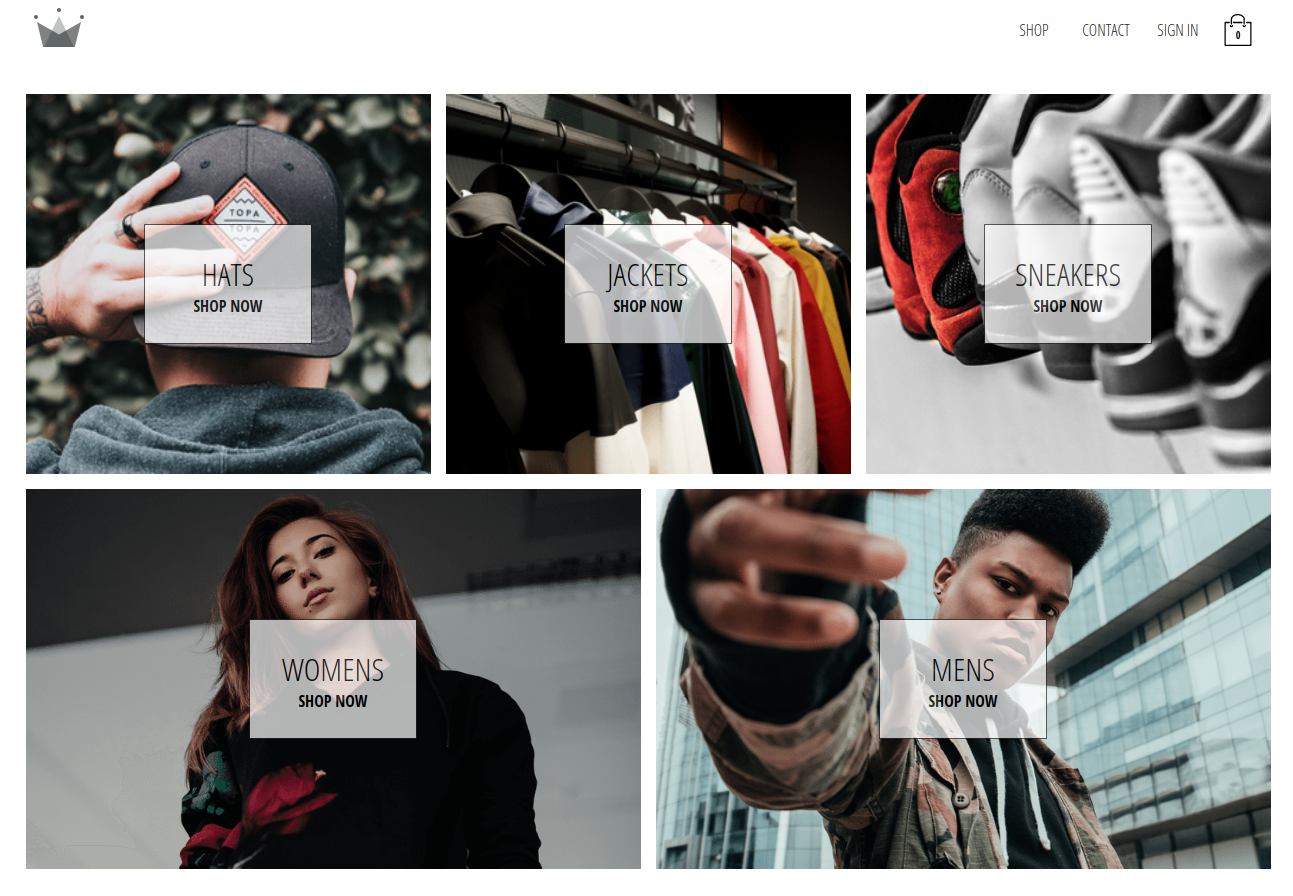 SHOP
CONTACT
SIGN IN
0
TOPA
TOPA
HATS
SHOP NOW
JACKETS
SHOP NOW
SNEAKERS
SHOP NOW
WOMENS
SHOP NOW
MENS
SHOP NOW